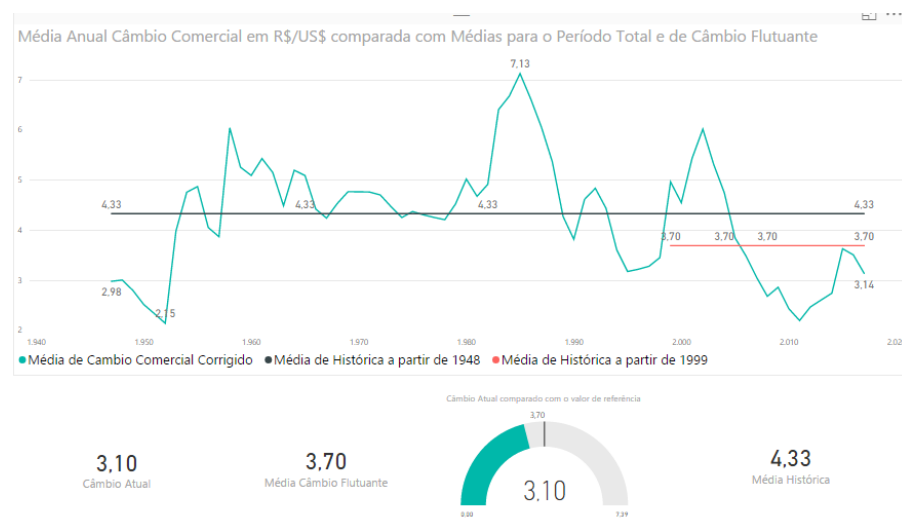 Média Anual Câmbio Comercial em R$/US$ comparada com Médias para o Período Total e de Câmbio Flutuante
7,13
7
6
5
4,33 4,33 4,33 4,33
4
3,70 3,70 3,70 3,70
3
2,98 3,14
2,15
2
1.940 1.950 1.960 1.970 1.980 1.990 2.000 2.010 2.020
Média de Cambio Comercial Corrigido Média de Histórica a partir de 1948 Média de Histórica a partir de 1999
Câmbio Atual comparado com o valor de referência
3,70
3,10 3,70 3,10 4,33
Câmbio Atual Média Câmbio Flutuante Média Histórica
0,00 7,39